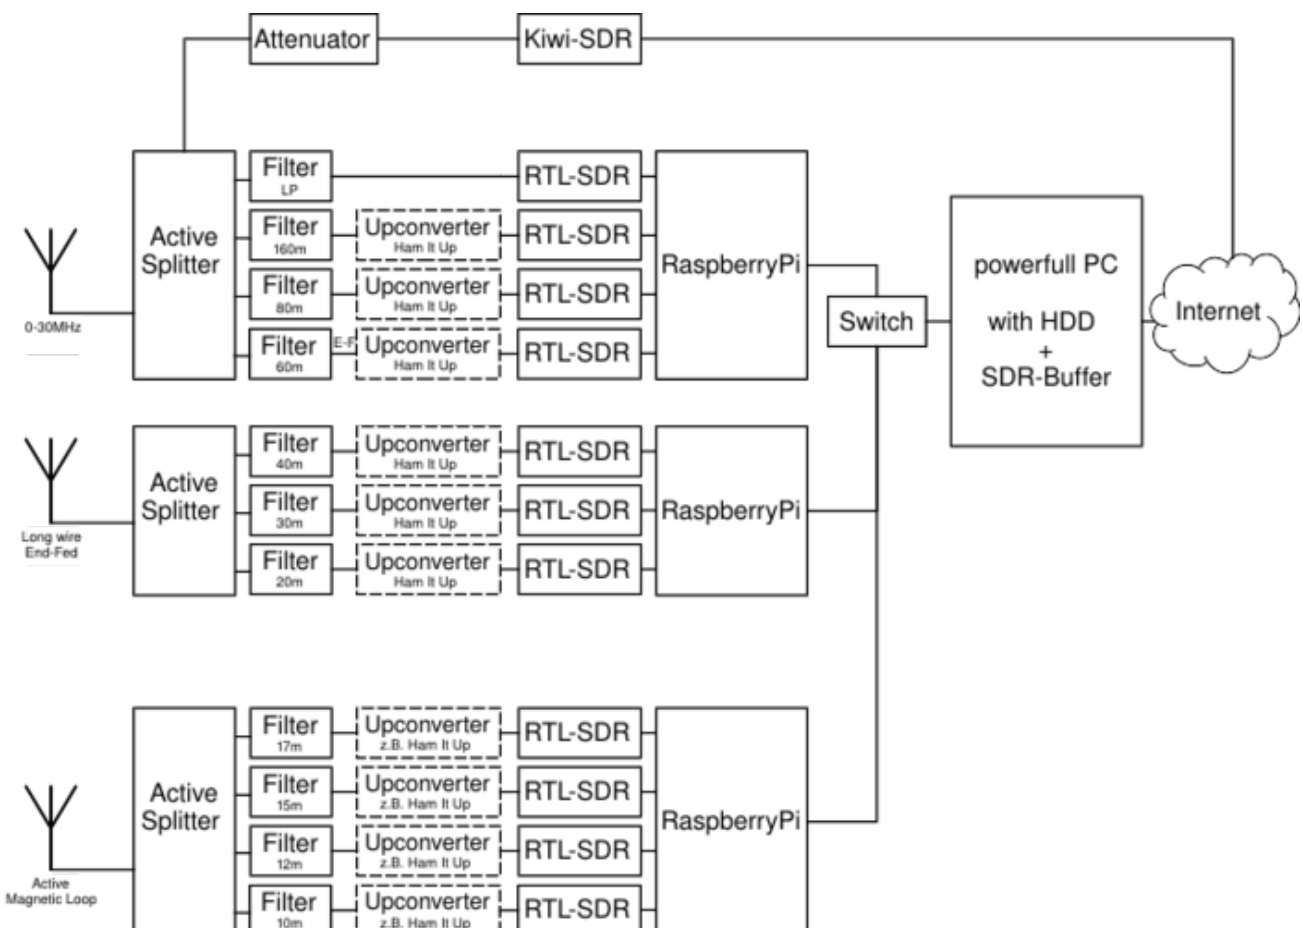 Attenuator
Kiwi-SDR
Filter
LP
RTL-SDR
Filter
160m
Upconverter
Ham It Up
RTL-SDR
Active
Splitter
Filter
80m
Upconverter
Ham It Up
RTL-SDR
RaspberryPi
Filter
60m
E-F
Upconverter
Ham It Up
RTL-SDR
0-30MHz
Switch
powerfull PC
with HDD
+
SDR-Buffer
Internet
Filter
40m
Upconverter
Ham It Up
RTL-SDR
Active
Splitter
Filter
30m
Upconverter
Ham It Up
RTL-SDR
RaspberryPi
Long wire
End-Fed
Filter
20m
Upconverter
Ham It Up
RTL-SDR
Filter
17m
Upconverter
z.B. Ham It Up
RTL-SDR
Active
Splitter
Filter
15m
Upconverter
z.B. Ham It Up
RTL-SDR
RaspberryPi
Filter
12m
Upconverter
z.B. Ham It Up
RTL-SDR
Active
Magnetic Loop
Filter
10m
Upconverter
z.B. Ham It Up
RTL-SDR